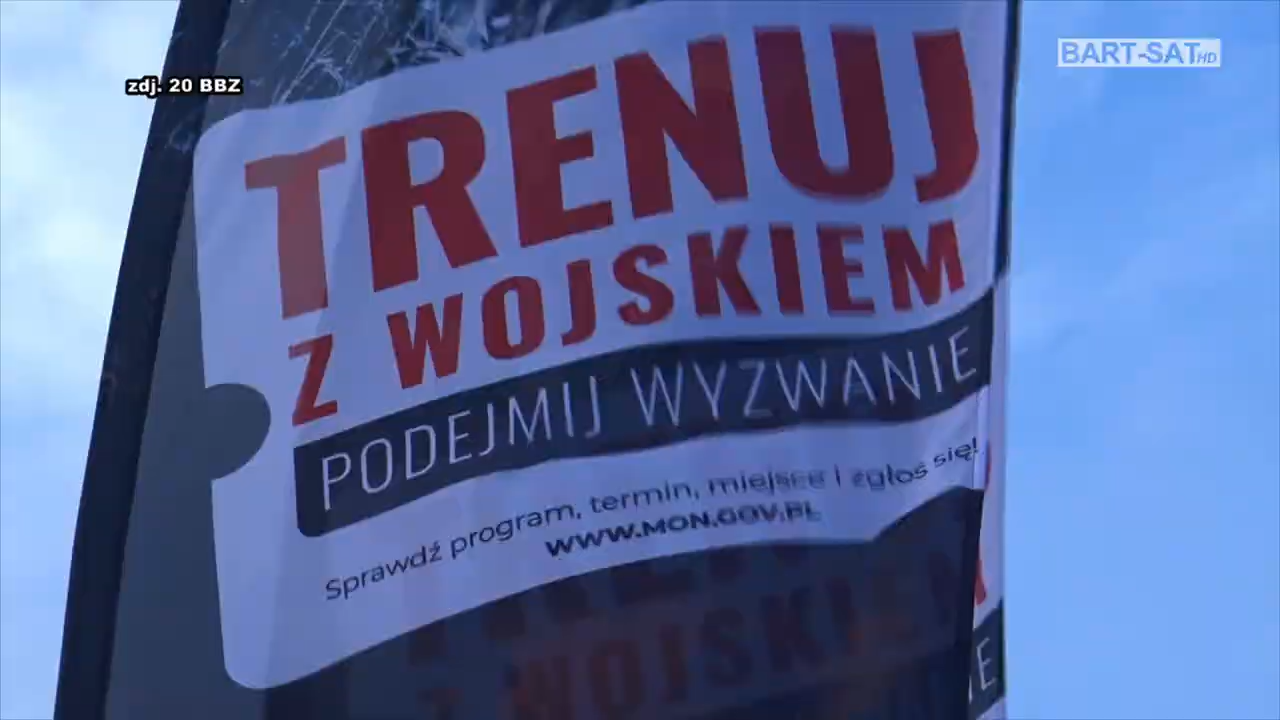 zdj. 20 BBZ
BART-SAT HD
TRENUJ
Z WOJSKIEM
PODEJMIJ WYZWANIE
Sprawdź program, termin, miejsce i zgłoś się!
WWW.MON.GOV.PL
Z WOJSKIEM